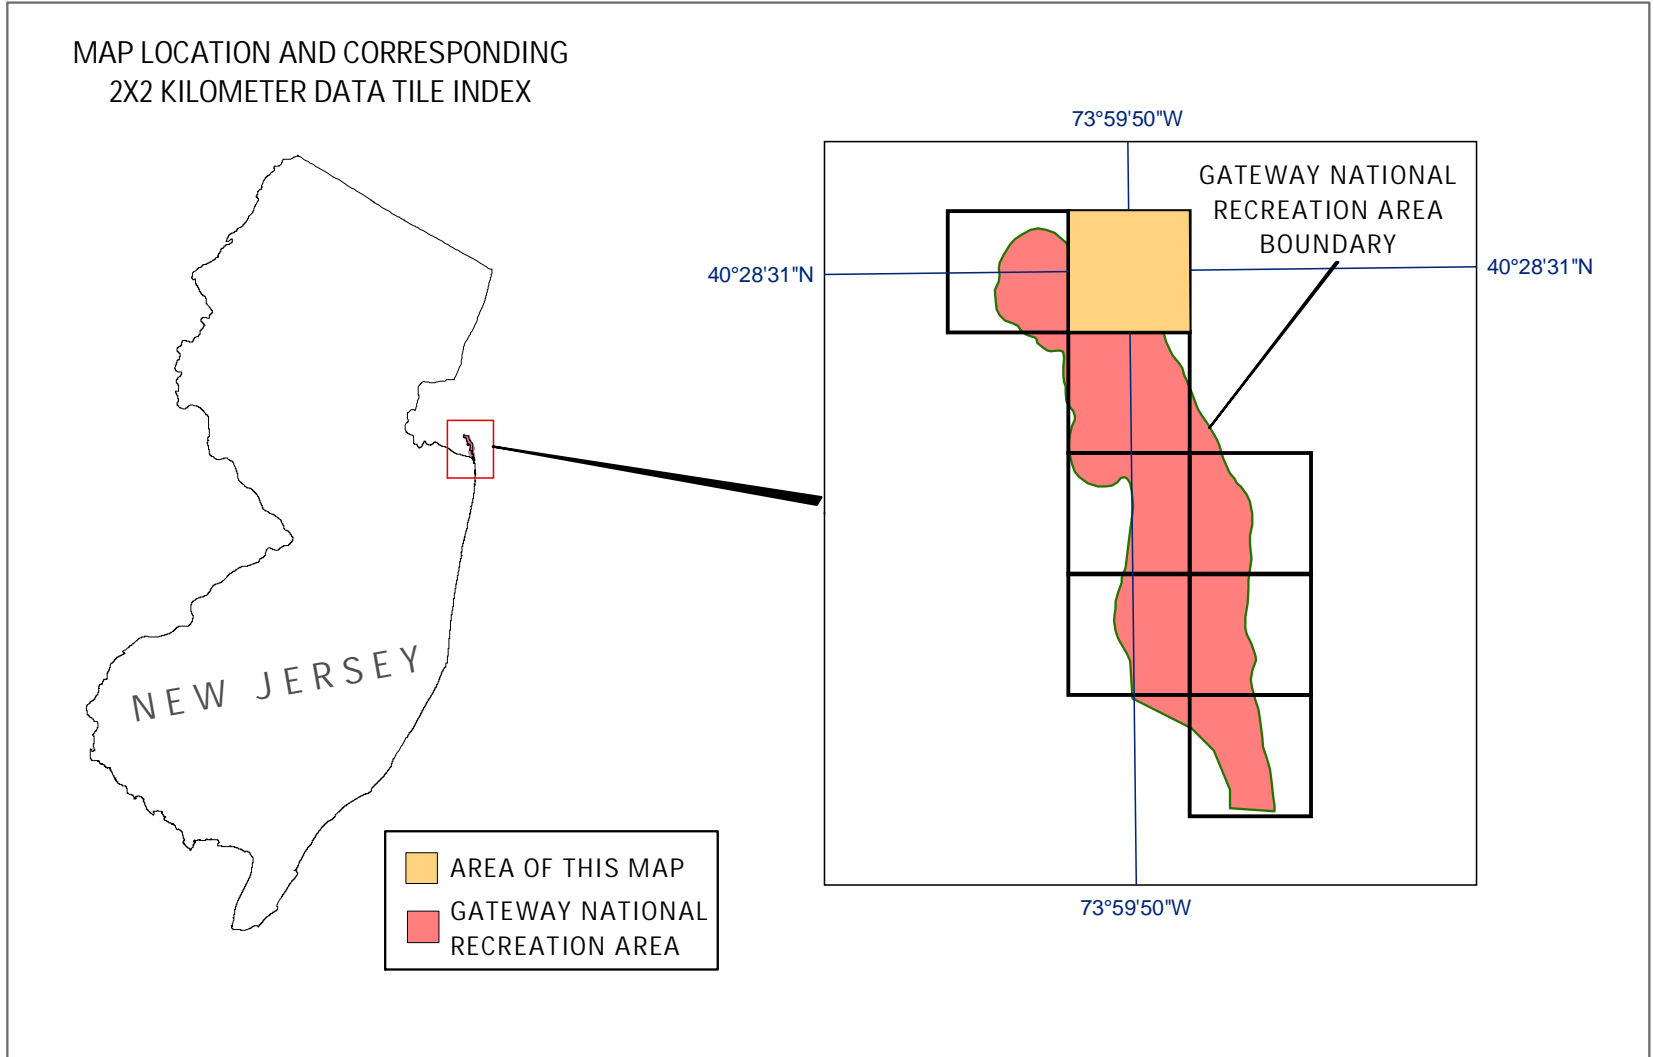 MAP LOCATION AND CORRESPONDING
2X2 KILOMETER DATA TILE INDEX
73°59'50"W
GATEWAY NATIONAL
RECREATION AREA
BOUNDARY
40°28'31"N
40°28'31"N
NEW JERSEY
AREA OF THIS MAP
GATEWAY NATIONAL
RECREATION AREA
73°59'50"W